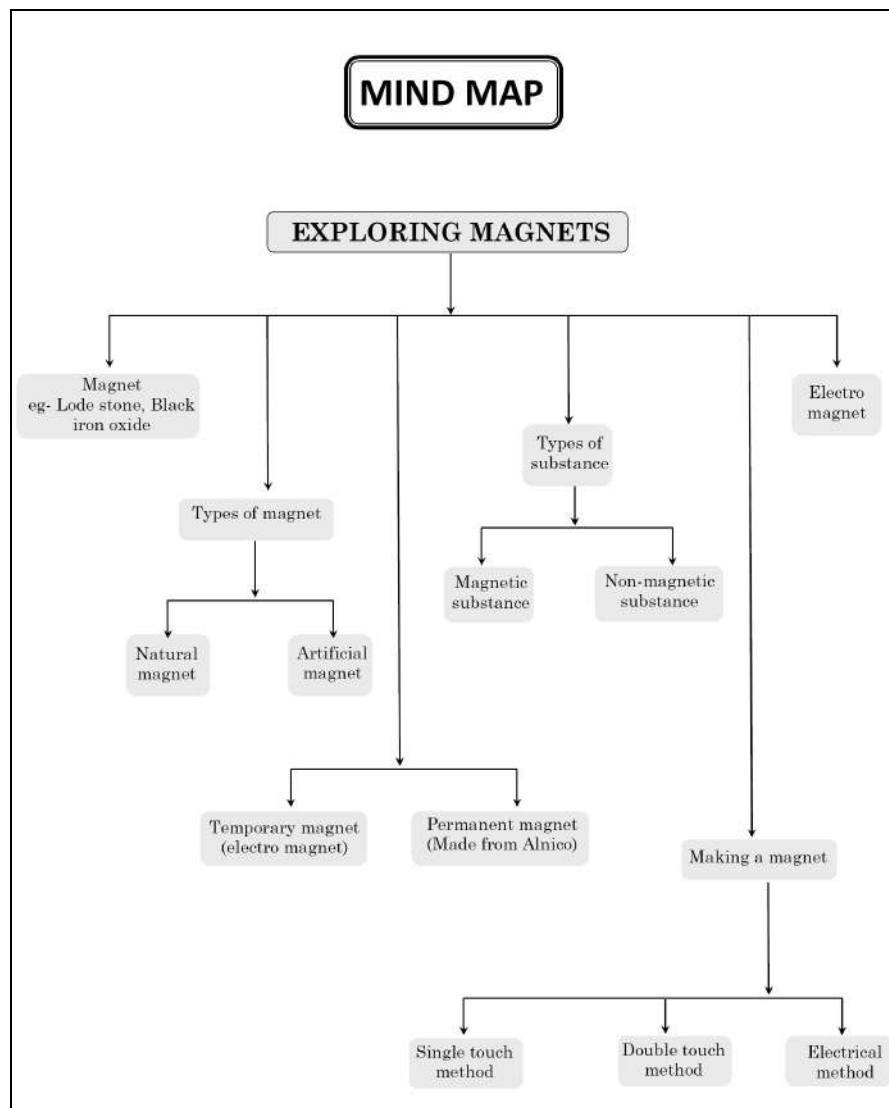 MIND MAP
EXPLORING MAGNETS
Magnet
eg- Lode stone, Black
iron oxide
Electro
magnet
Types of
substance
Types of magnet
Magnetic
substance
Non-magnetic
substance
Natural
magnet
Artificial
magnet
Temporary magnet
(electro magnet)
Permanent magnet
(Made from Alnico)
Making a magnet
Single touch
method
Double touch
method
Electrical
method